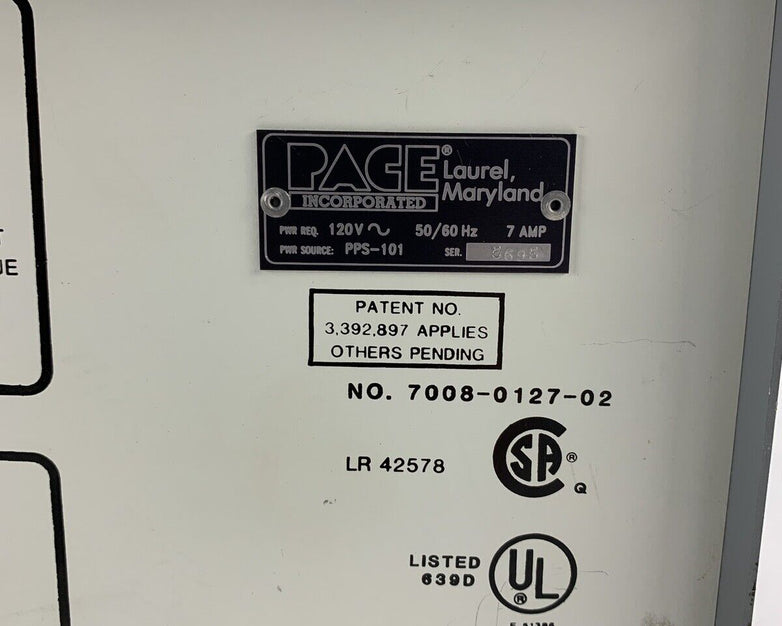 UE
PACE®
INCORPORATED
Laurel,
Maryland
PWR REQ. 120V∿ 50/60 Hz 7 AMP
PWR SOURCE: PPS-101 SER.
PATENT NO.
3,392,897 APPLIES
OTHERS PENDING
NO. 7008-0127-02
LR 42578
SA®
Q
LISTED
639D
UL®